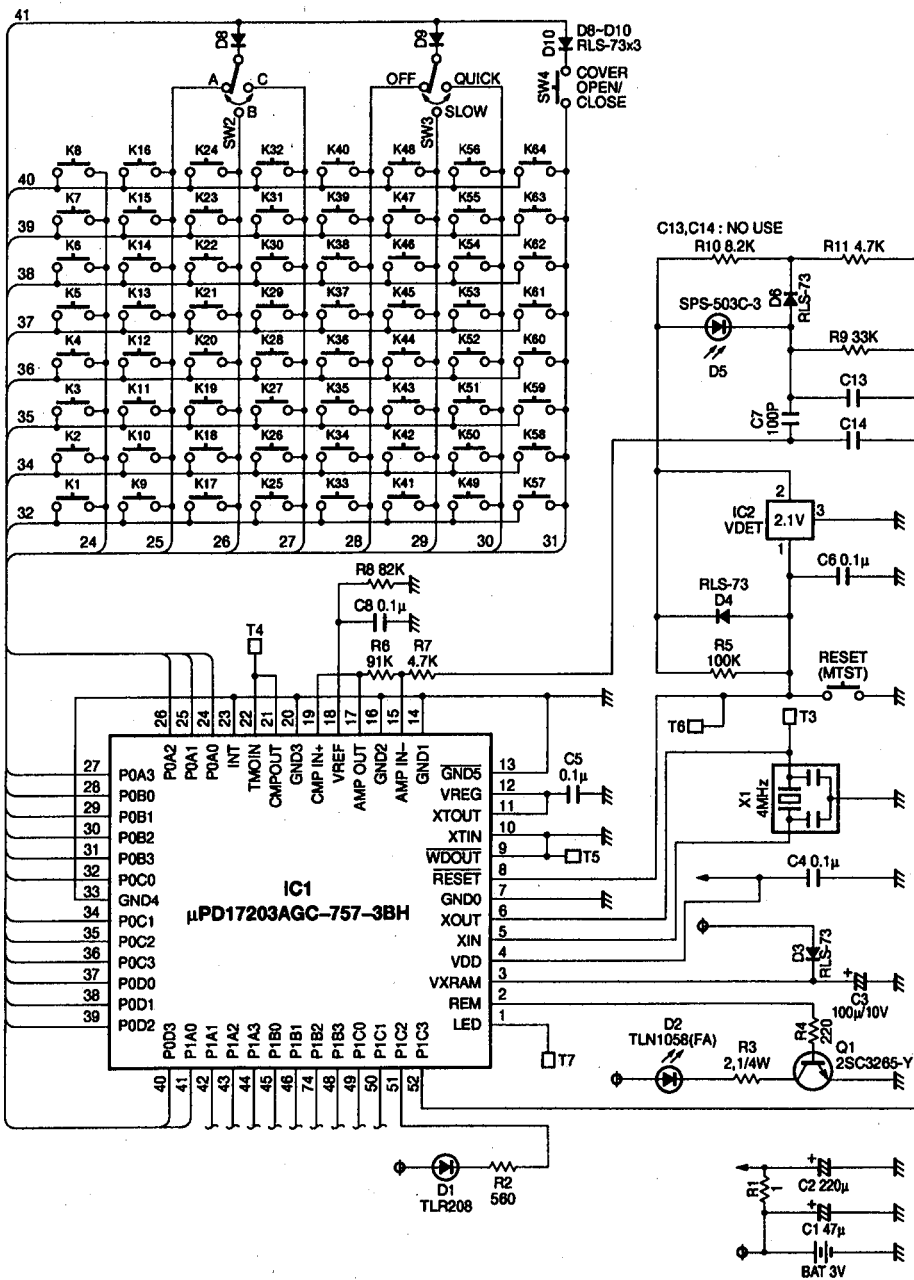 41
D8
D9
D10
D8~D10
RLS-73x3
A
C
B
SW2
OFF
QUICK
SLOW
SW3
SW4
COVER
OPEN/
CLOSE
K8 K16 K24 K32 K40 K48 K56 K64
40
K7 K15 K23 K31 K39 K47 K55 K63
39
K6 K14 K22 K30 K38 K46 K54 K62
38
K5 K13 K21 K29 K37 K45 K53 K61
37
K4 K12 K20 K28 K36 K44 K52 K60
36
K3 K11 K19 K27 K35 K43 K51 K59
35
K2 K10 K18 K26 K34 K42 K50 K58
34
K1 K9 K17 K25 K33 K41 K49 K57
32
24 25 26 27 28 29 30 31
C13,C14 : NO USE
R10 8.2K
R11 4.7K
D6
RLS-73
SPS-503C-3
D5
R9 33K
C13
C7
100P
C14
IC2
VDET
2.1V
2
3
1
C6 0.1μ
RLS-73
D4
R5
100K
RESET
(MTST)
T6
T3
X1
4MHz
C4 0.1μ
D3
RLS-73
C3
100μ/10V
+
R8 82K
C8 0.1μ
T4
R6
91K
R7
4.7K
26 25 24 23 22 21 20 19 18 17 16 15 14
P0A2 P0A1 P0A0 INT TMOIN CMPOUT GND3 CMP IN+ VREF AMP OUT GND2 AMP IN− GND1
27 P0A3
28 P0B0
29 P0B1
30 P0B2
31 P0B3
32 P0C0
33 GND4
34 P0C1
35 P0C2
36 P0C3
37 P0D0
38 P0D1
39 P0D2
IC1
μPD17203AGC-757-3BH
GND5 13
VREG 12
XTOUT 11
XTIN 10
WDOUT 9
RESET 8
GND0 7
XOUT 6
XIN 5
VDD 4
VXRAM 3
REM 2
LED 1
C5
0.1μ
T5
T7
P0D3 P1A0 P1A1 P1A2 P1A3 P1B0 P1B1 P1B2 P1B3 P1C0 P1C1 P1C2 P1C3
40 41 42 43 44 45 46 74 48 49 50 51 52
D2
TLN1058(FA)
R3
2,1/4W
R4
220
Q1
2SC3265-Y
D1
TLR208
R2
560
R1
1
+
C2 220μ
+
C1 47μ
BAT 3V